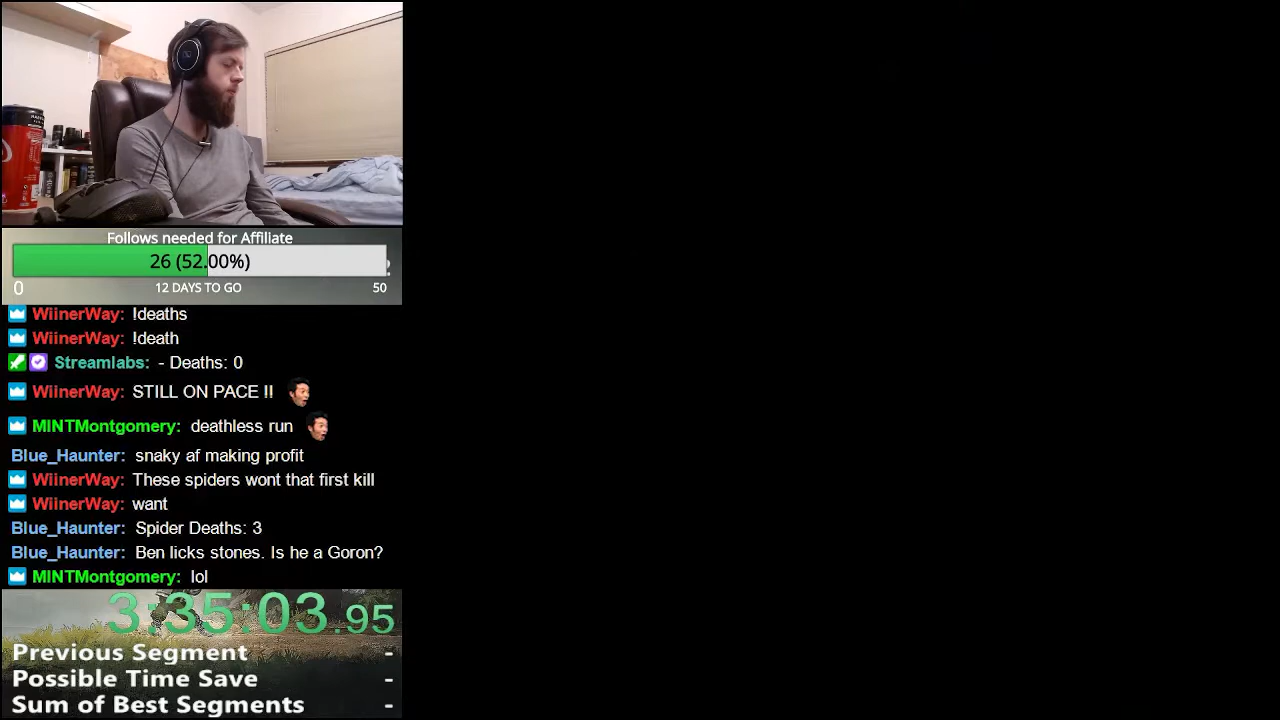 Follows needed for Affiliate
26 (52.00%)
0 12 DAYS TO GO 50
WiinerWay: !deaths
WiinerWay: !death
Streamlabs: - Deaths: 0
WiinerWay: STILL ON PACE !!
MINTMontgomery: deathless run
Blue_Haunter: snaky af making profit
WiinerWay: These spiders wont that first kill
WiinerWay: want
Blue_Haunter: Spider Deaths: 3
Blue_Haunter: Ben licks stones. Is he a Goron?
MINTMontgomery: lol
3:35:03.95
Previous Segment -
Possible Time Save -
Sum of Best Segments -